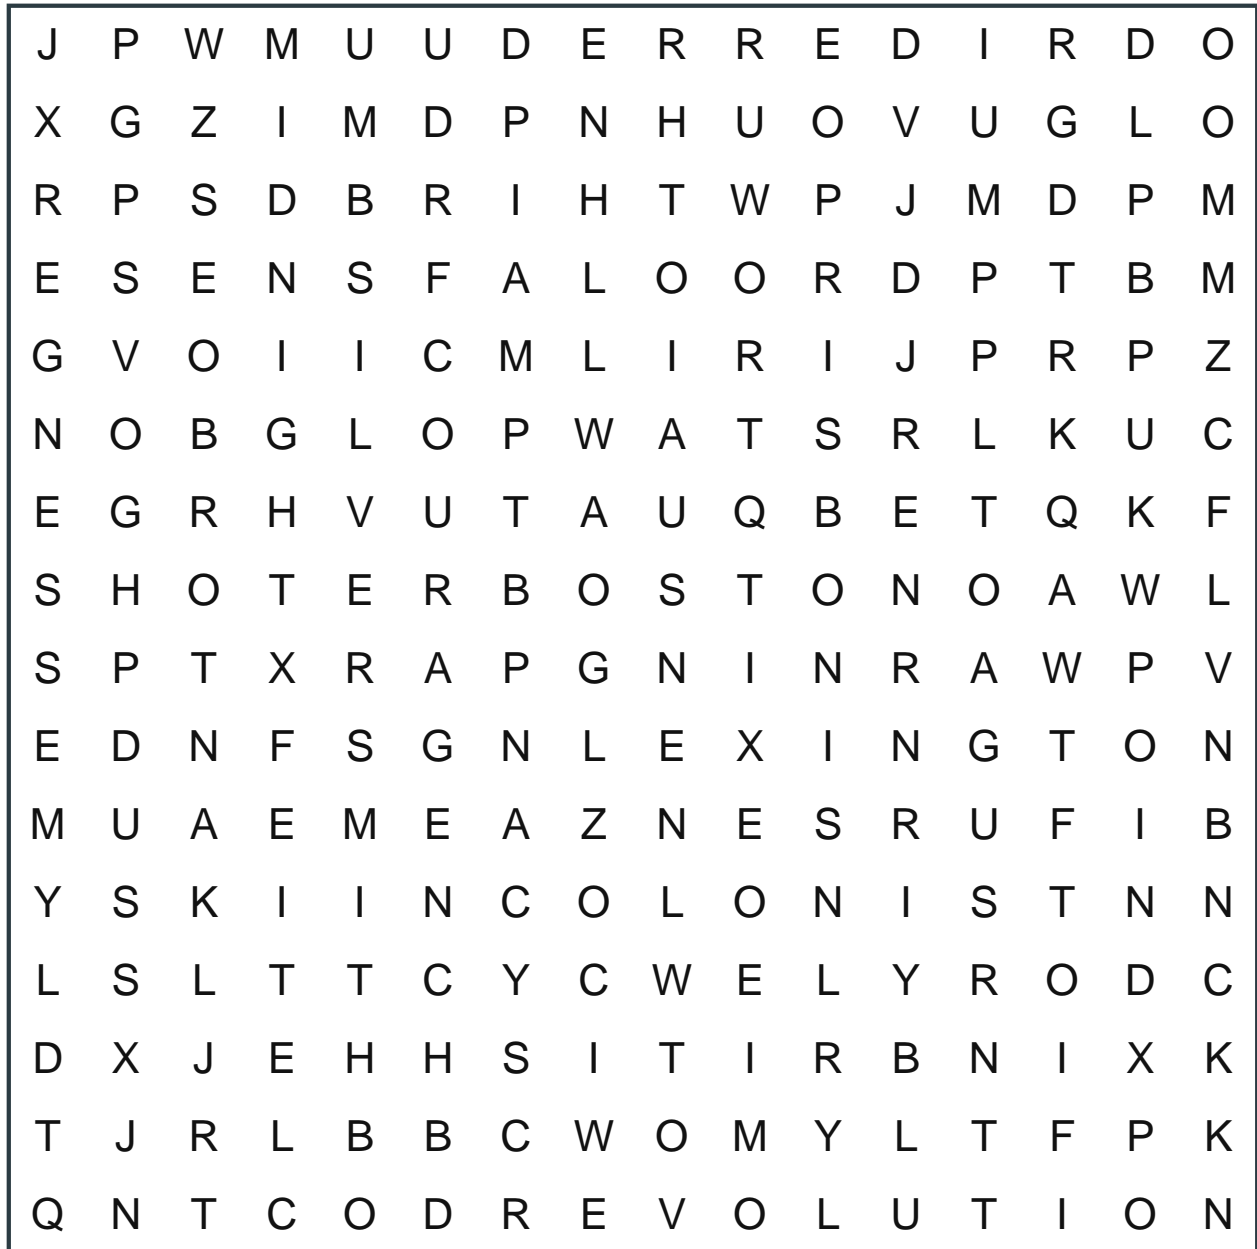 J P W M U U D E R R E D I R D O
X G Z I M D P N H U O V U G L O
R P S D B R I H T W P J M D P M
E S E N S F A L O O R D P T B M
G V O I I C M L I R I J P R P Z
N O B G L O P W A T S R L K U C
E G R H V U T A U Q B E T Q K F
S H O T E R B O S T O N O A W L
S P T X R A P G N I N R A W P V
E D N F S G N L E X I N G T O N
M U A E M E A Z N E S R U F I B
Y S K I I N C O L O N I S T N N
L S L T T C Y C W E L Y R O D C
D X J E H H S I T I R B N I X K
T J R L B B C W O M Y L T F P K
Q N T C O D R E V O L U T I O N